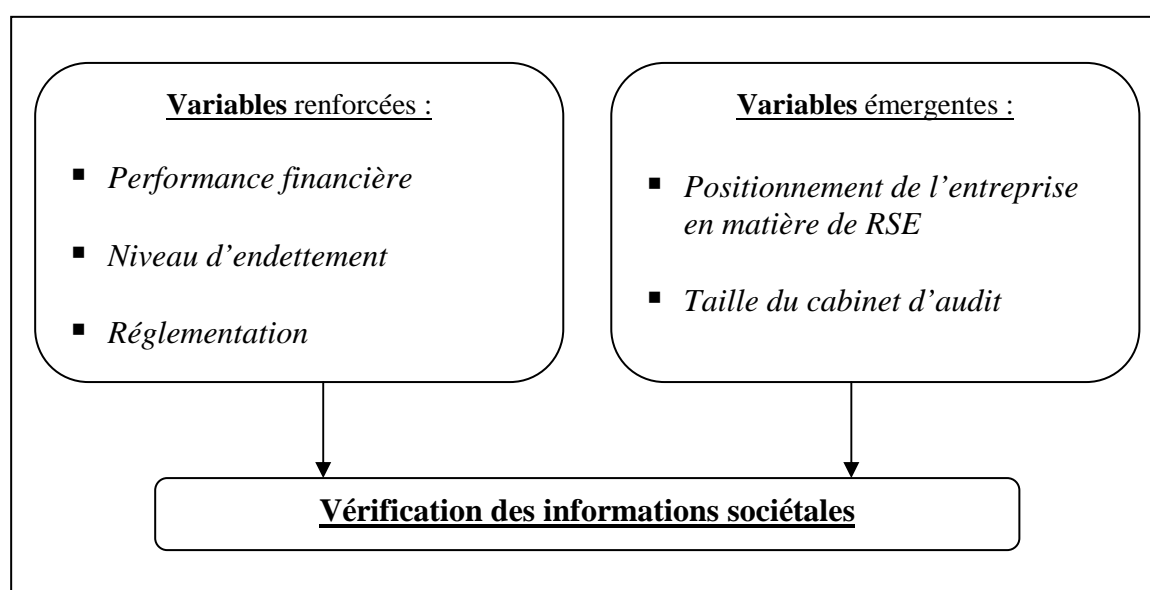 Variables renforcées :
▪ Performance financière
▪ Niveau d’endettement
▪ Réglementation
Variables émergentes :
▪ Positionnement de l’entreprise
en matière de RSE
▪ Taille du cabinet d’audit
Vérification des informations sociétales